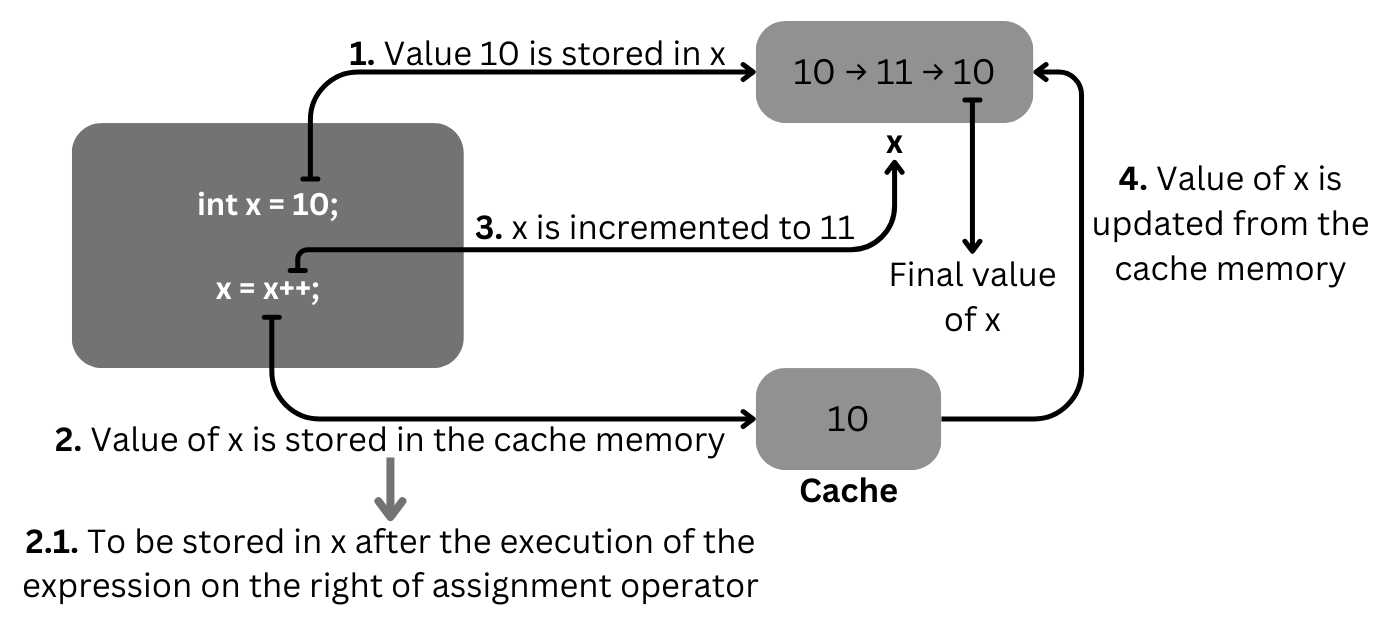 1. Value 10 is stored in x
10 → 11 → 10
x
int x = 10;
3. x is incremented to 11
x = x++;
4. Value of x is
updated from the
cache memory
Final value
of x
10
Cache
2. Value of x is stored in the cache memory
2.1. To be stored in x after the execution of the
expression on the right of assignment operator